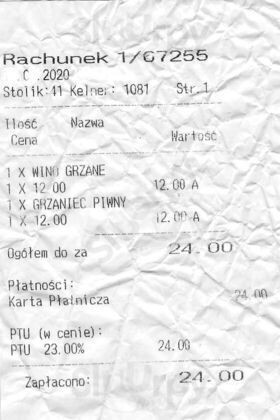 Rachunek 1/67255
.2020
Stolik:41 Kelner: 1081 Str.1
Ilość Nazwa
Cena Wartość
1 X WINO GRZANE
1 X 12.00 12.00 A
1 X GRZANIEC PIWNY
1 X 12.00 12.00 A
Ogółem do za 24.00
Płatności:
Karta Płatnicza 24.00
PTU (w cenie):
PTU 23.00% 24.00
Zapłacono: 24.00